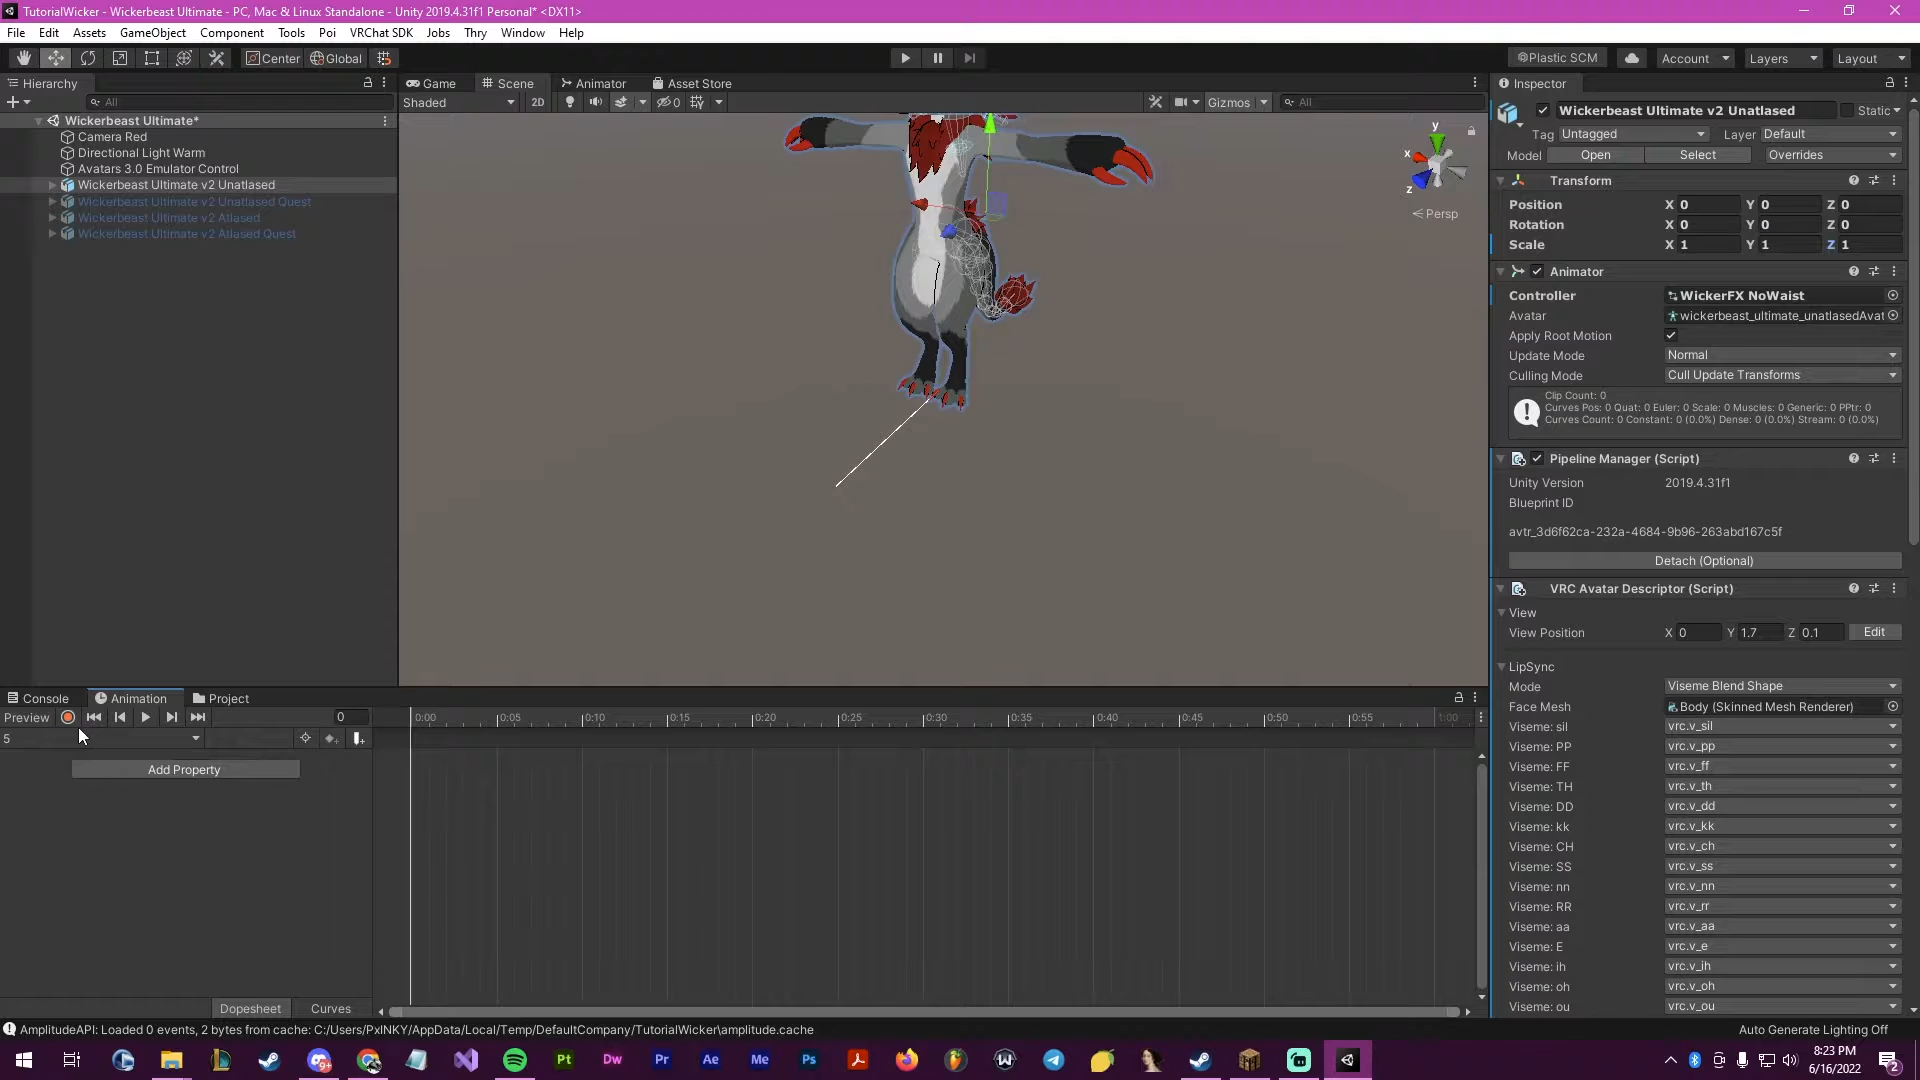 TutorialWicker - Wickerbeast Ultimate - PC, Mac & Linux Standalone - Unity 2019.4.31f1 Personal* <DX11>
File Edit Assets GameObject Component Tools Poi VRChat SDK Jobs Thry Window Help
Center Global Plastic SCM Account Layers Layout
Hierarchy Game Scene Animator Asset Store Inspector
All Shaded 2D 0 Gizmos All
Wickerbeast Ultimate*
Camera Red
Directional Light Warm
Avatars 3.0 Emulator Control
Wickerbeast Ultimate v2 Unatlased
Wickerbeast Ultimate v2 Unatlased Quest
Wickerbeast Ultimate v2 Atlased
Wickerbeast Ultimate v2 Atlased Quest
y
x
z
Persp
Wickerbeast Ultimate v2 Unatlased Static
Tag Untagged Layer Default
Model Open Select Overrides
Transform
Position X 0 Y 0 Z 0
Rotation X 0 Y 0 Z 0
Scale X 1 Y 1 Z 1
Animator
Controller WickerFX NoWaist
Avatar wickerbeast_ultimate_unatlasedAvat
Apply Root Motion
Update Mode Normal
Culling Mode Cull Update Transforms
Clip Count: 0
Curves Pos: 0 Quat: 0 Euler: 0 Scale: 0 Muscles: 0 Generic: 0 PPtr: 0
Curves Count: 0 Constant: 0 (0.0%) Dense: 0 (0.0%) Stream: 0 (0.0%)
Pipeline Manager (Script)
Unity Version 2019.4.31f1
Blueprint ID
avtr_3d6f62ca-232a-4684-9b96-263abd167c5f
Detach (Optional)
VRC Avatar Descriptor (Script)
View
View Position X 0 Y 1.7 Z 0.1 Edit
LipSync
Mode Viseme Blend Shape
Face Mesh Body (Skinned Mesh Renderer)
Viseme: sil vrc.v_sil
Viseme: PP vrc.v_pp
Viseme: FF vrc.v_ff
Viseme: TH vrc.v_th
Viseme: DD vrc.v_dd
Viseme: kk vrc.v_kk
Viseme: CH vrc.v_ch
Viseme: SS vrc.v_ss
Viseme: nn vrc.v_nn
Viseme: RR vrc.v_rr
Viseme: aa vrc.v_aa
Viseme: E vrc.v_e
Viseme: ih vrc.v_ih
Viseme: oh vrc.v_oh
Viseme: ou vrc.v_ou
Console Animation Project
Preview 0 0:00 0:05 0:10 0:15 0:20 0:25 0:30 0:35 0:40 0:45 0:50 0:55 1:00
5
Add Property
Dopesheet Curves
AmplitudeAPI: Loaded 0 events, 2 bytes from cache: C:/Users/PxINKY/AppData/Local/Temp/DefaultCompany/TutorialWicker\amplitude.cache
Auto Generate Lighting Off
9+ Pt Dw Pr Ae Me Ps
8:23 PM
6/16/2022
2